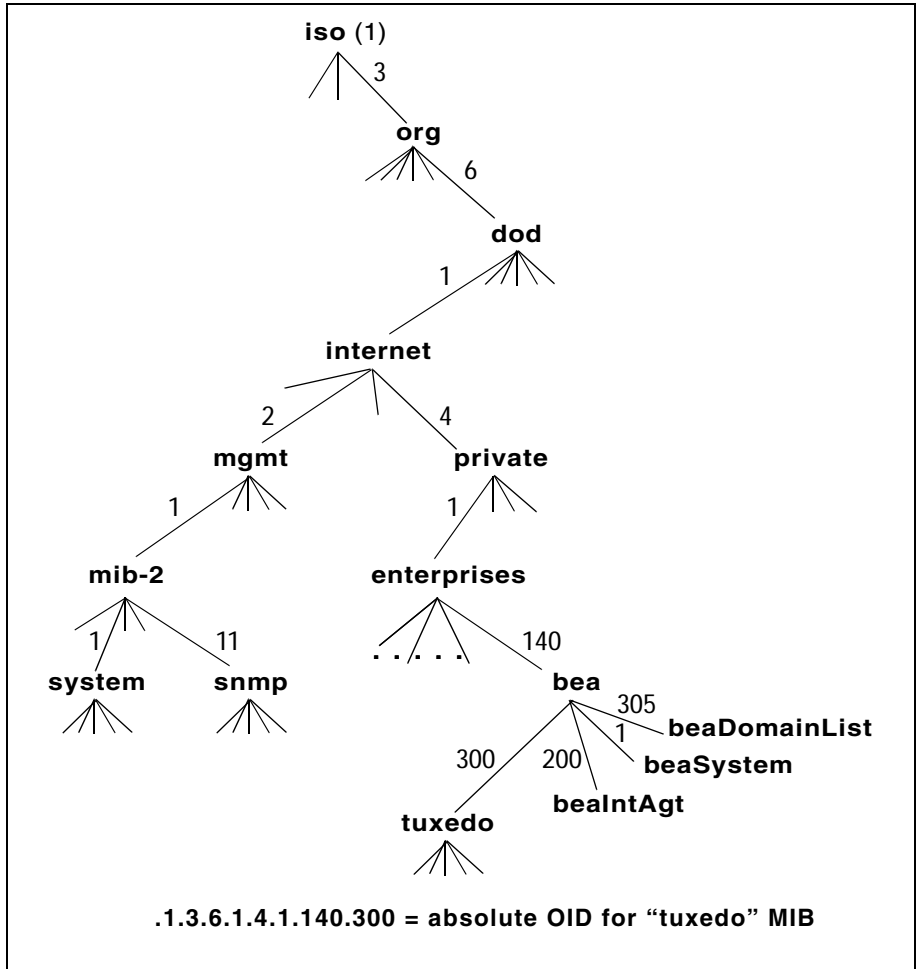 iso (1)
3
org
6
dod
1
internet
2 4
mgmt private
1 1
mib-2 enterprises
1 11 . . . . . 140
system snmp bea
305
beaDomainList
300 200 1
beaSystem
beaIntAgt
tuxedo
.1.3.6.1.4.1.140.300 = absolute OID for “tuxedo” MIB